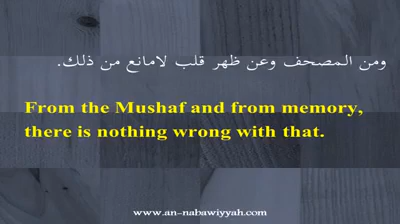 ومن المصحف وعن ظهر قلب لامانع من ذلك.
From the Mushaf and from memory,
there is nothing wrong with that.
www.an-nabawiyyah.com